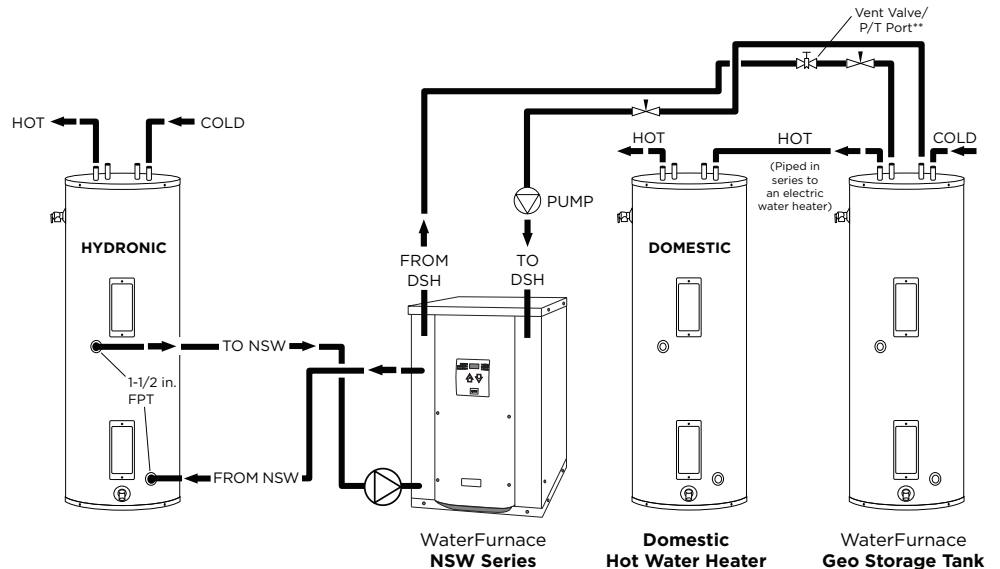 Vent Valve/
P/T Port**
HOT
COLD
HYDRONIC
1-1/2 in.
FPT
TO NSW
FROM NSW
FROM
DSH
TO
DSH
PUMP
HOT
HOT
(Piped in
series to
an electric
water heater)
COLD
DOMESTIC
WaterFurnace
NSW Series
Domestic
Hot Water Heater
WaterFurnace
Geo Storage Tank